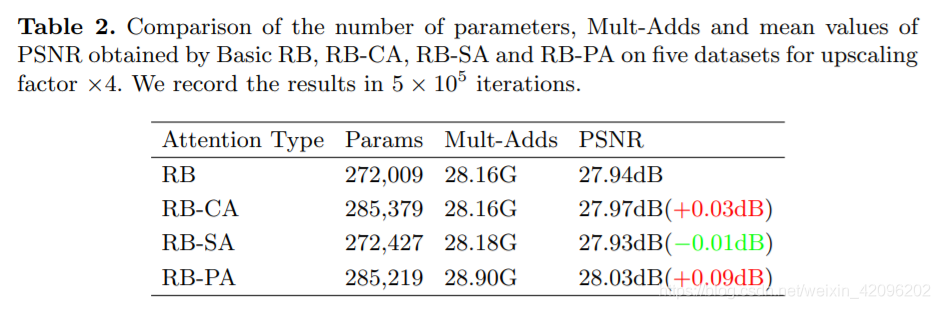 Table 2. Comparison of the number of parameters, Mult-Adds and mean values of
PSNR obtained by Basic RB, RB-CA, RB-SA and RB-PA on five datasets for upscaling
factor ×4. We record the results in 5 × 10⁵ iterations.
Attention Type Params Mult-Adds PSNR
RB 272,009 28.16G 27.94dB
RB-CA 285,379 28.16G 27.97dB(+0.03dB)
RB-SA 272,427 28.18G 27.93dB(−0.01dB)
RB-PA 285,219 28.90G 28.03dB(+0.09dB)
https://blog.csdn.net/weixin_42096202